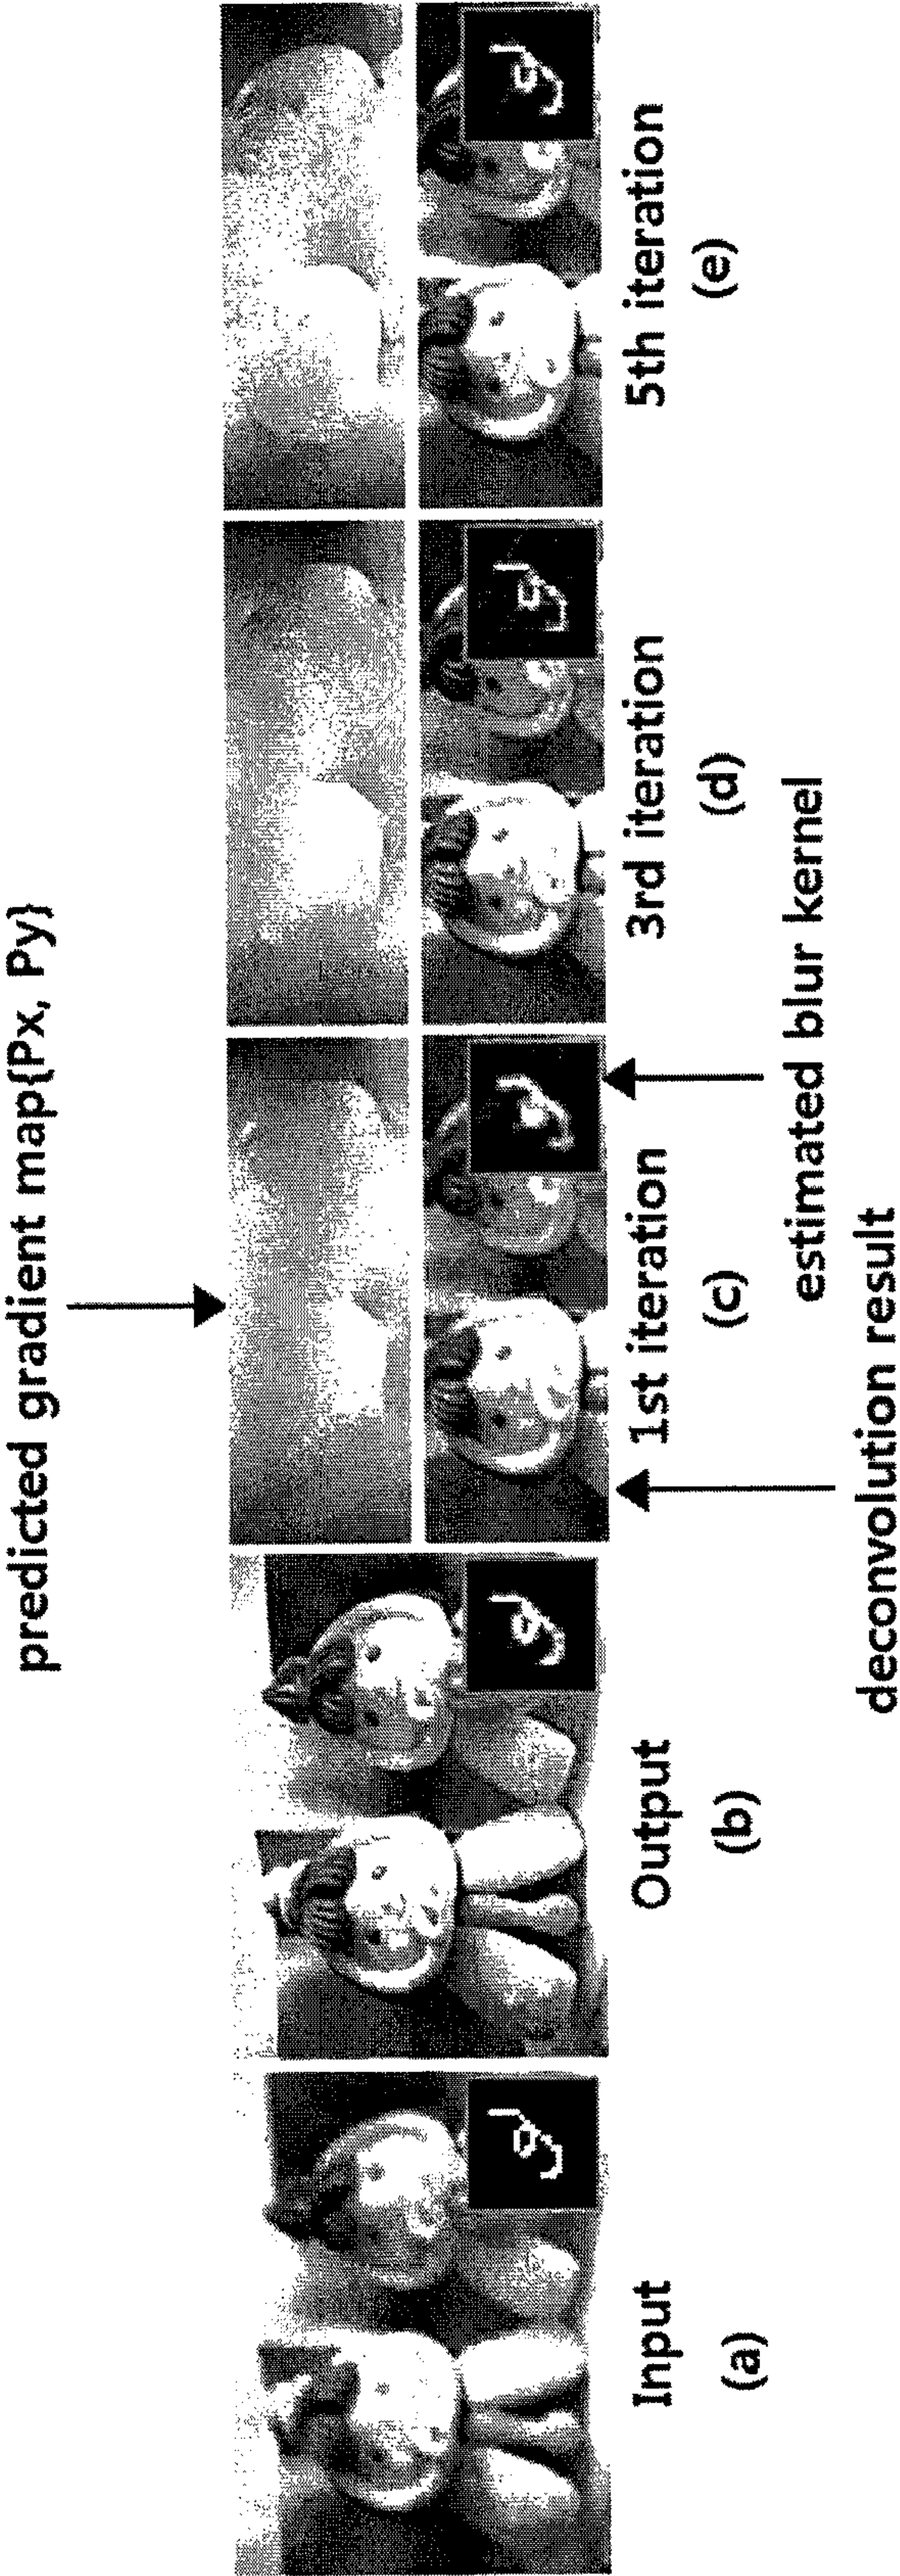 predicted gradient map{Px, Py}
Input
(a)
Output
(b)
1st iteration
(c)
3rd iteration
(d)
5th iteration
(e)
estimated blur kernel
deconvolution result